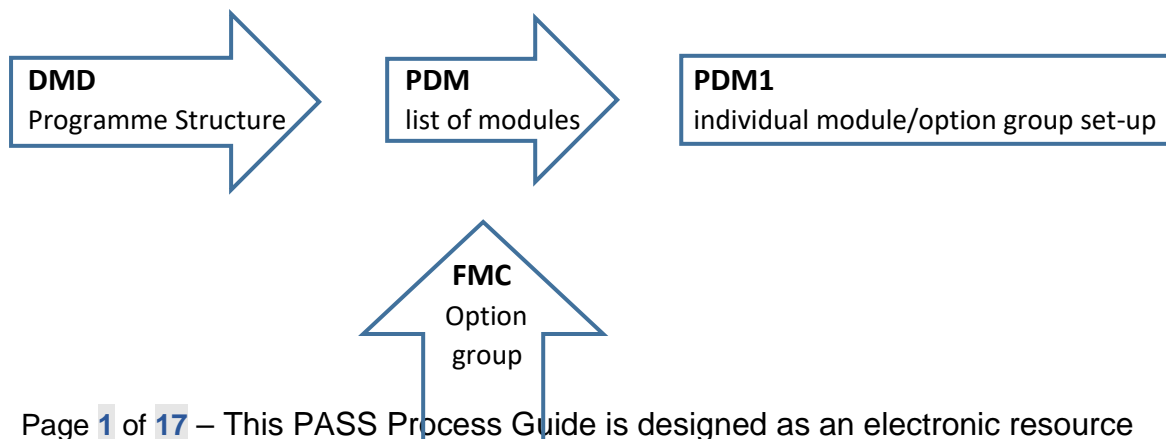 DMD
Programme Structure
PDM
list of modules
PDM1
individual module/option group set-up
FMC
Option
group
Page 1 of 17 – This PASS Process Guide is designed as an electronic resource